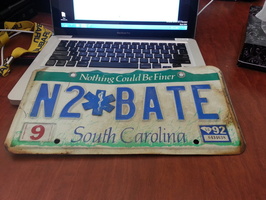 Nothing Could Be Finer
N2 BATE
9 South Carolina 92